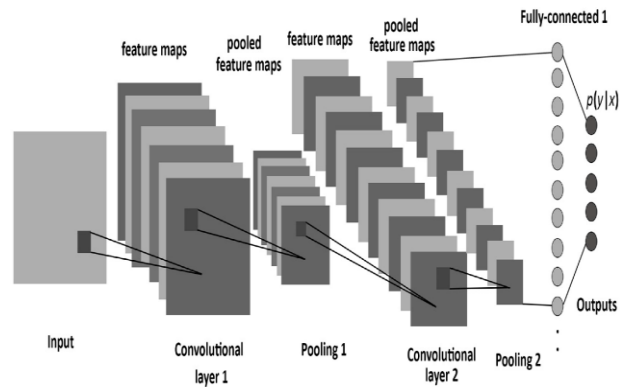 Fully-connected 1
feature maps
pooled
feature maps
feature maps
pooled
feature maps
p(y|x)
Input
Convolutional
layer 1
Pooling 1
Convolutional
layer 2
Pooling 2
Outputs